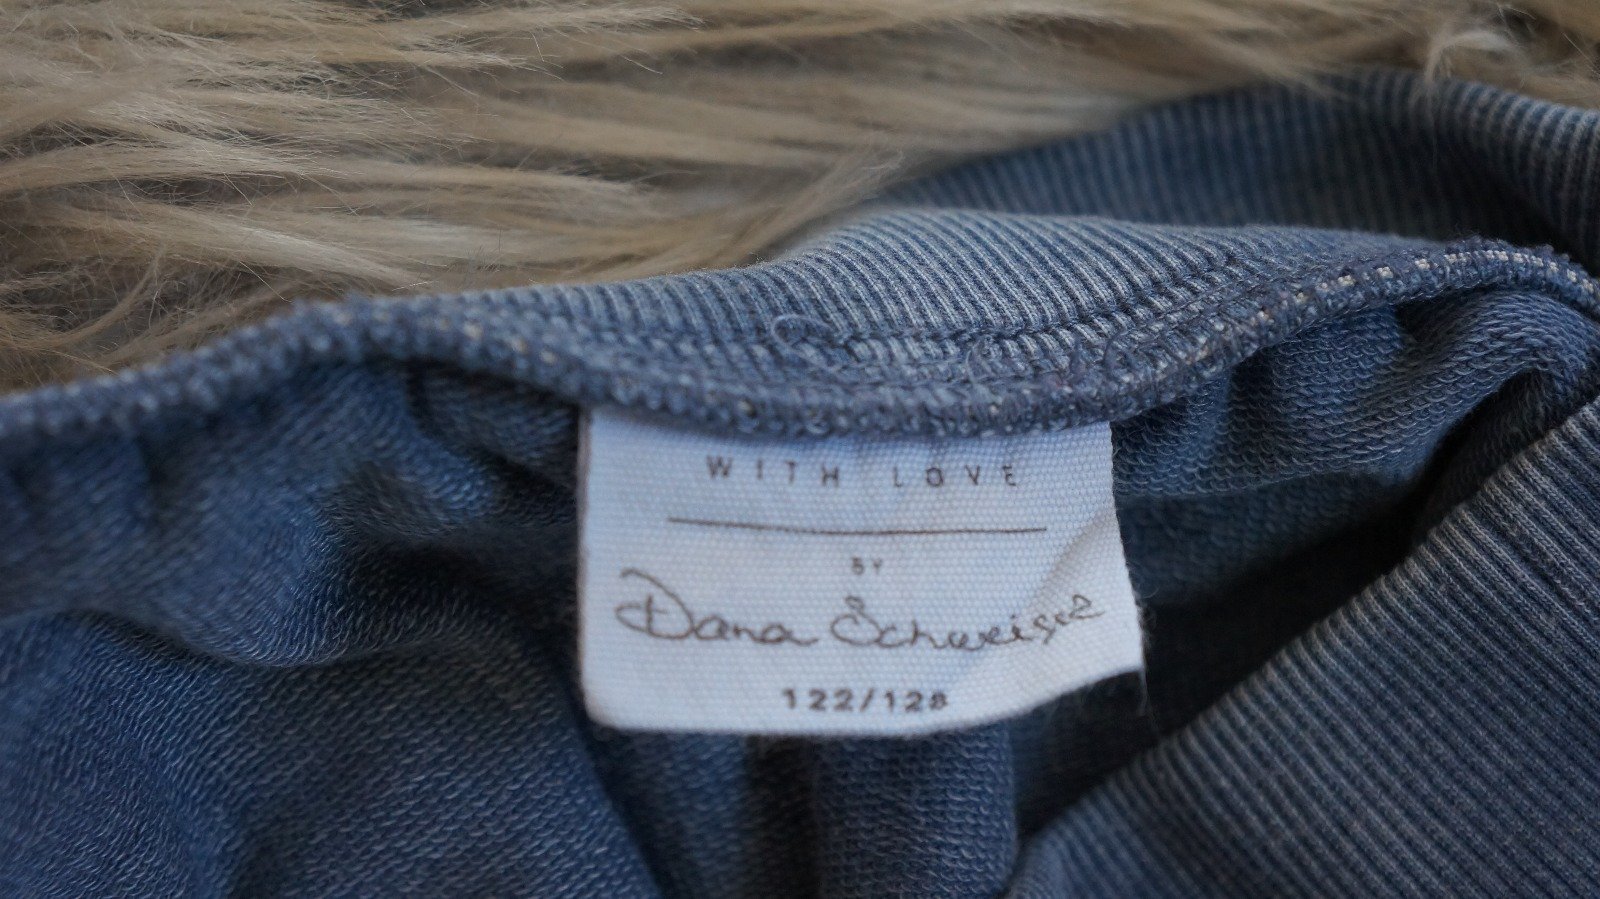 WITH LOVE
BY
Dana Schweiger
122/128